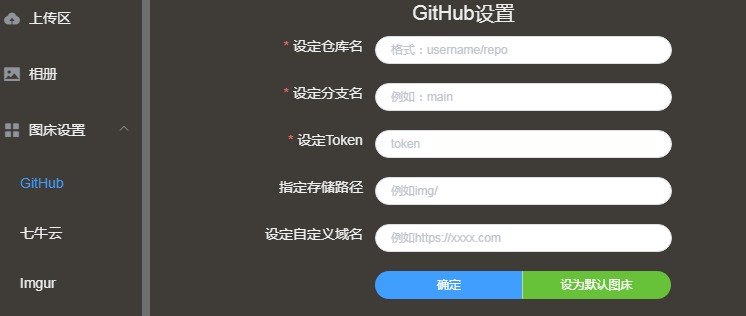 上传区
相册
图床设置
GitHub
七牛云
Imgur
GitHub设置
* 设定仓库名 格式：username/repo
* 设定分支名 例如：main
* 设定Token token
指定存储路径 例如img/
设定自定义域名 例如https://xxxx.com
确定 设为默认图床